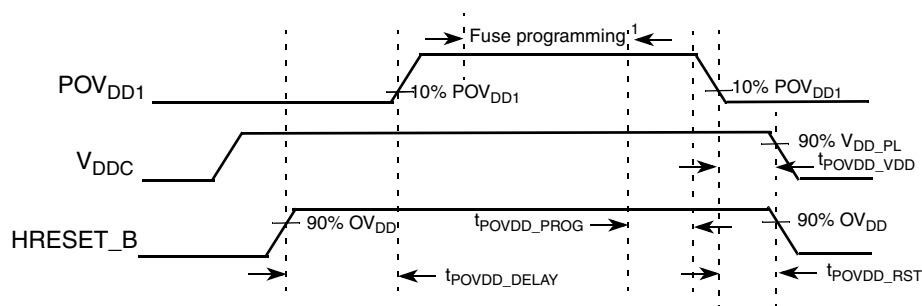 Fuse programming 1
POVDD1
10% POVDD1
10% POVDD1
90% VDD_PL
VDDC
tPOVDD_VDD
90% OVDD
tPOVDD_PROG
90% OVDD
HRESET_B
tPOVDD_DELAY
tPOVDD_RST